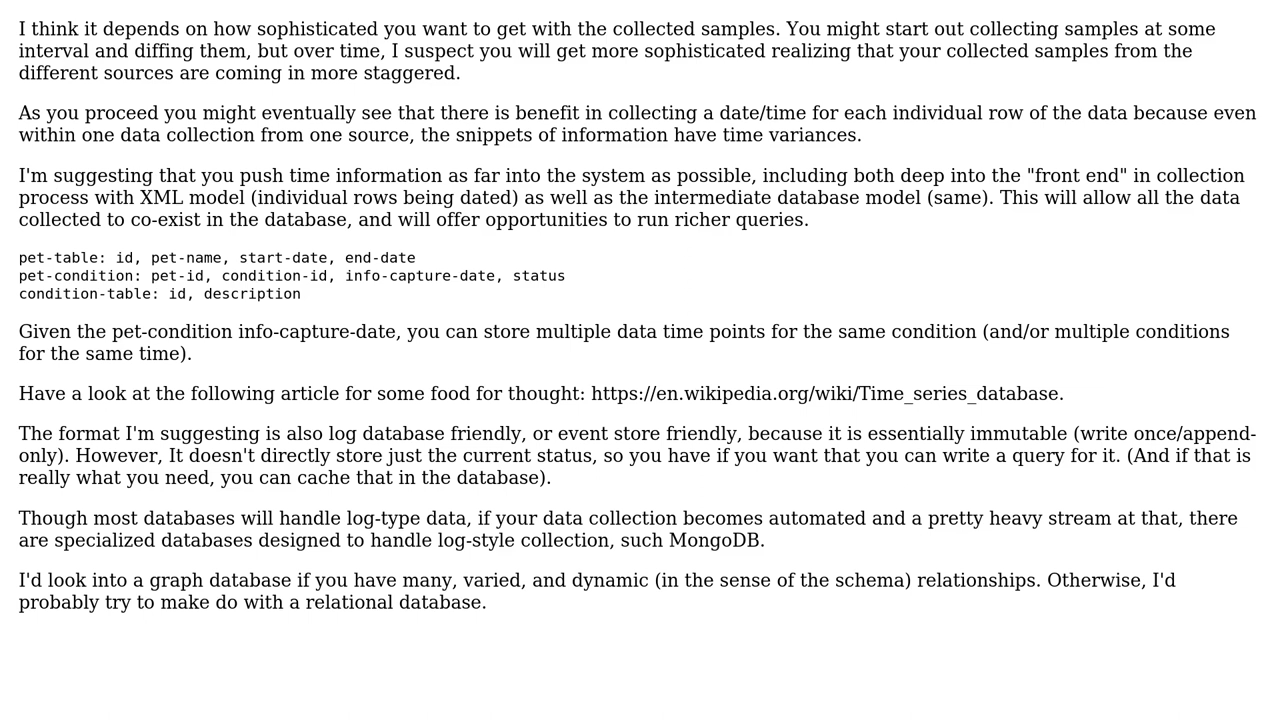 I think it depends on how sophisticated you want to get with the collected samples. You might start out collecting samples at some
interval and diffing them, but over time, I suspect you will get more sophisticated realizing that your collected samples from the
different sources are coming in more staggered.
As you proceed you might eventually see that there is benefit in collecting a date/time for each individual row of the data because even
within one data collection from one source, the snippets of information have time variances.
I'm suggesting that you push time information as far into the system as possible, including both deep into the "front end" in collection
process with XML model (individual rows being dated) as well as the intermediate database model (same). This will allow all the data
collected to co-exist in the database, and will offer opportunities to run richer queries.
pet-table: id, pet-name, start-date, end-date
pet-condition: pet-id, condition-id, info-capture-date, status
condition-table: id, description
Given the pet-condition info-capture-date, you can store multiple data time points for the same condition (and/or multiple conditions
for the same time).
Have a look at the following article for some food for thought: https://en.wikipedia.org/wiki/Time_series_database.
The format I'm suggesting is also log database friendly, or event store friendly, because it is essentially immutable (write once/append-
only). However, It doesn't directly store just the current status, so you have if you want that you can write a query for it. (And if that is
really what you need, you can cache that in the database).
Though most databases will handle log-type data, if your data collection becomes automated and a pretty heavy stream at that, there
are specialized databases designed to handle log-style collection, such MongoDB.
I'd look into a graph database if you have many, varied, and dynamic (in the sense of the schema) relationships. Otherwise, I'd
probably try to make do with a relational database.